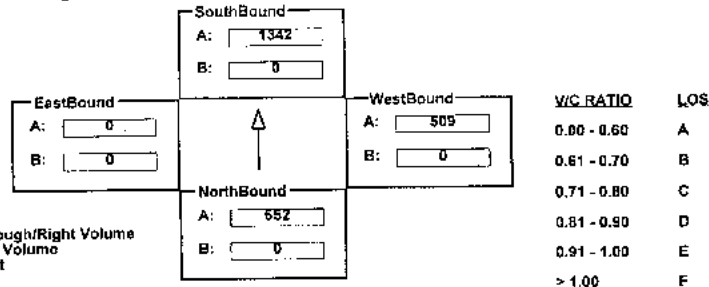 SouthBound
A: 1342
B: 0
EastBound
A: 0
B: 0
WestBound
A: 509
B: 0
NorthBound
A: 652
B: 0
ough/Right Volume
Volume
t
V/C RATIO LOS
0.00 - 0.60 A
0.61 - 0.70 B
0.71 - 0.80 C
0.81 - 0.90 D
0.91 - 1.00 E
> 1.00 F